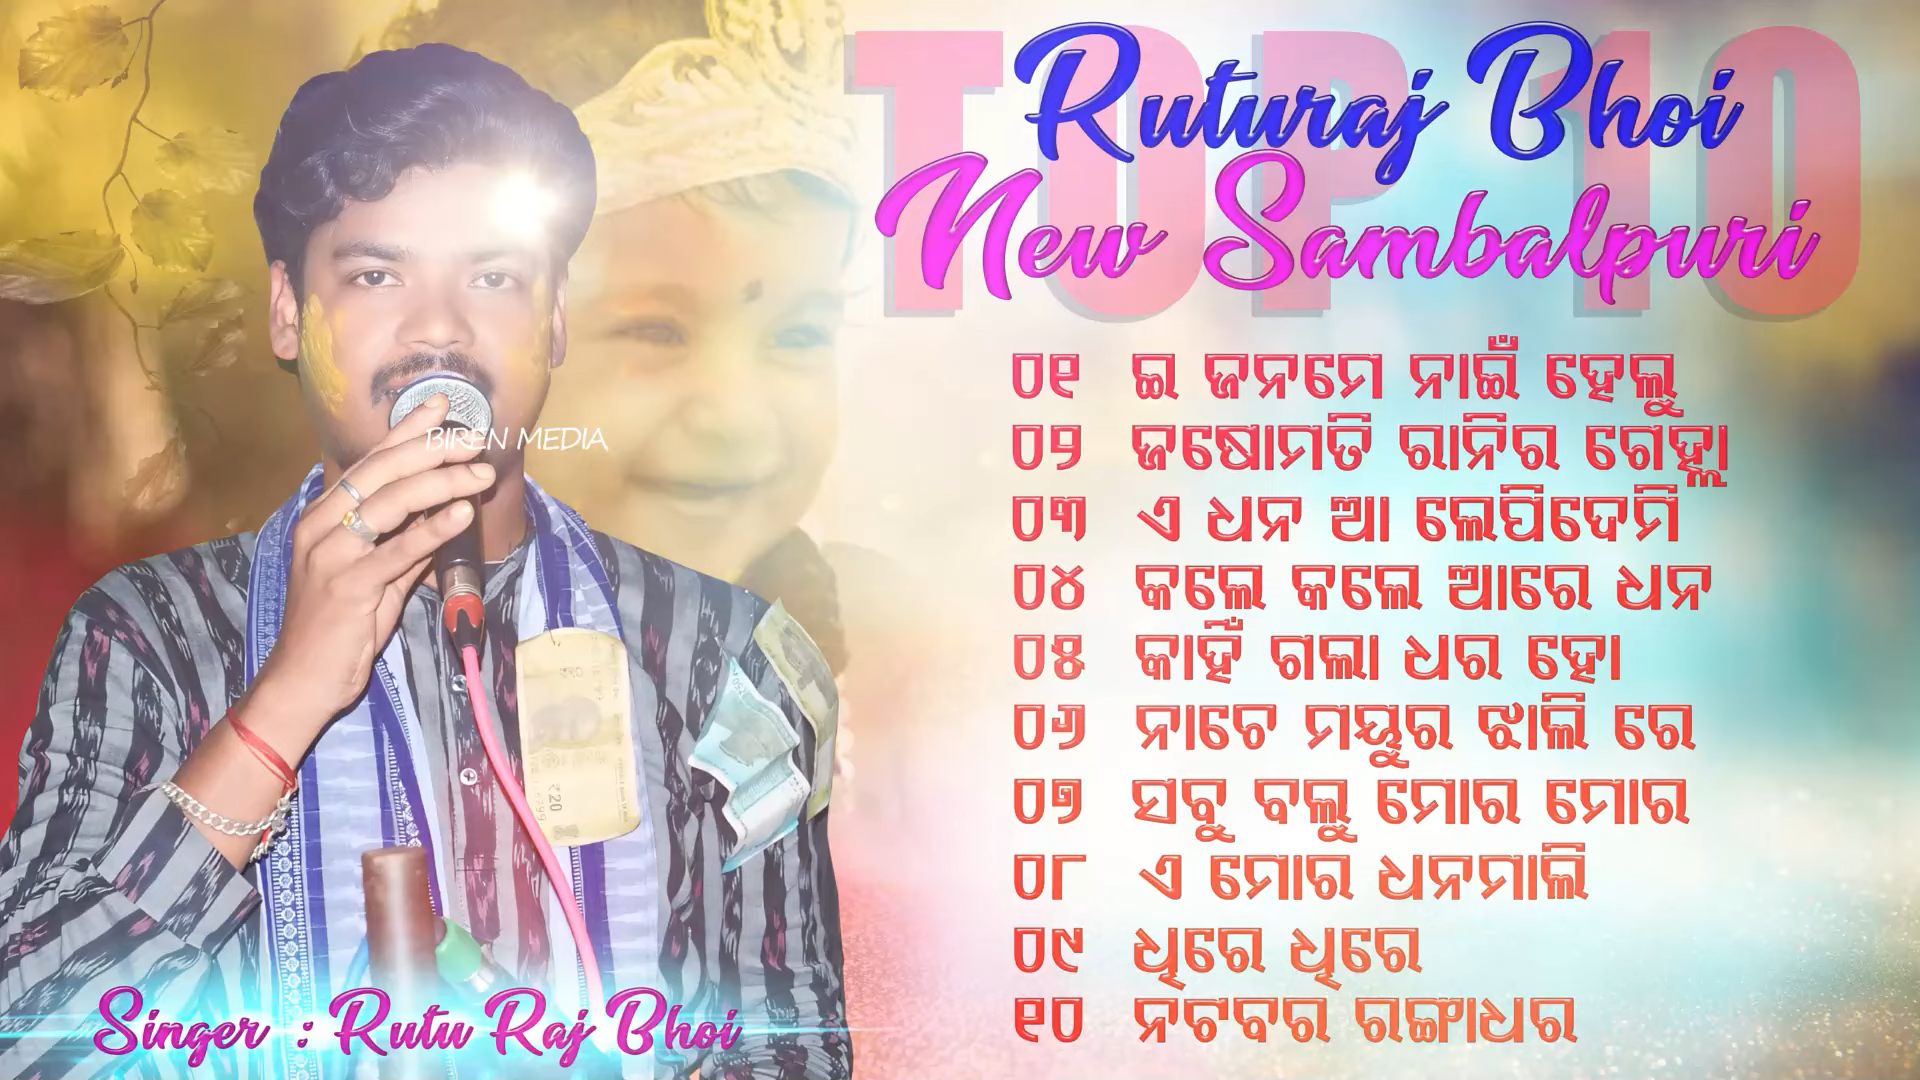 TOP 10
Ruturaj Bhoi
New Sambalpuri
୦୧ ଇ ଜନମେ ନାଇଁ ହେଲୁ
୦୨ ଜଷୋମତି ରାନିର ଗେହ୍ଲା
୦୩ ଏ ଧନ ଆ ଲେପିଦେମି
୦୪ କଲେ କଲେ ଆରେ ଧନ
୦୫ କାହିଁ ଗଲା ଧର ହୋ
୦୬ ନାଚେ ମୟୁର ଝାଲି ରେ
୦୭ ସବୁ ବଲୁ ମୋର ମୋର
୦୮ ଏ ମୋର ଧନମାଲି
୦୯ ଧିରେ ଧିରେ
୧୦ ନଟବର ରଙ୍ଗାଧର
BIREN MEDIA
₹20
Singer : Rutu Raj Bhoi